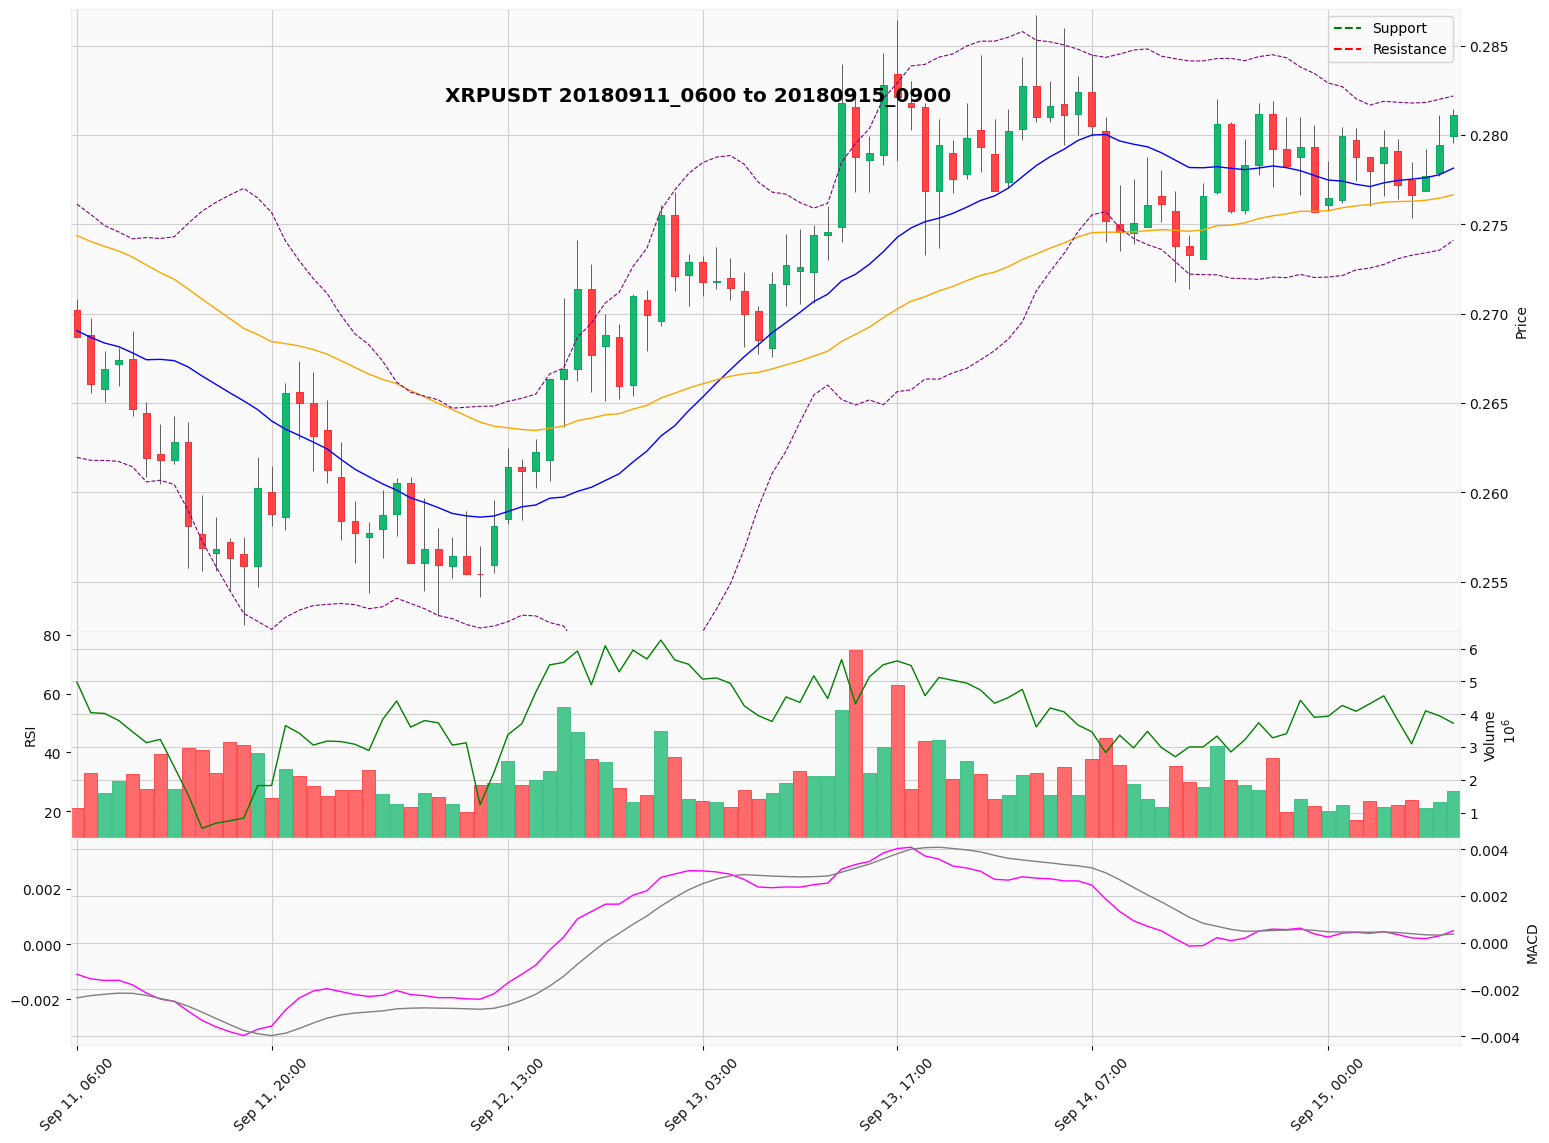 XRPUSDT 20180911_0600 to 20180915_0900
Support
Resistance
0.285
0.280
0.275
0.270
0.265
0.260
0.255
Price
80
60
40
20
RSI
6
5
4
3
2
1
Volume
10^6
0.002
0.000
−0.002
0.004
0.002
0.000
−0.002
−0.004
MACD
Sep 11, 06:00
Sep 11, 20:00
Sep 12, 13:00
Sep 13, 03:00
Sep 13, 17:00
Sep 14, 07:00
Sep 15, 00:00